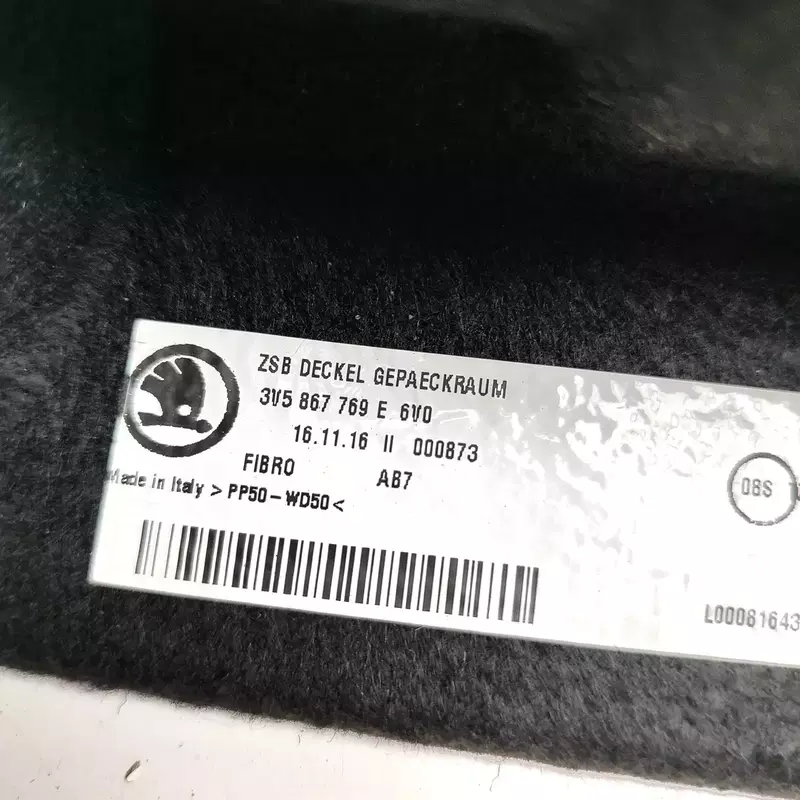 ZSB DECKEL GEPAECKRAUM
3V5 867 769 E 6V0
16.11.16 II 000873
FIBRO AB7
Made in Italy >PP50-WD50<
08S
L00081643